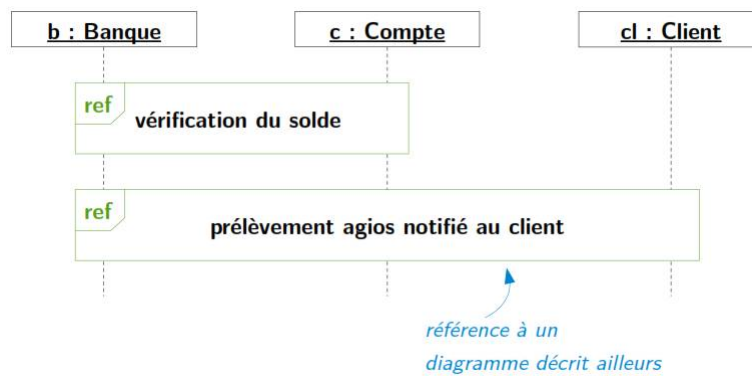 b : Banque
c : Compte
cl : Client
ref
vérification du solde
ref
prélèvement agios notifié au client
référence à un
diagramme décrit ailleurs